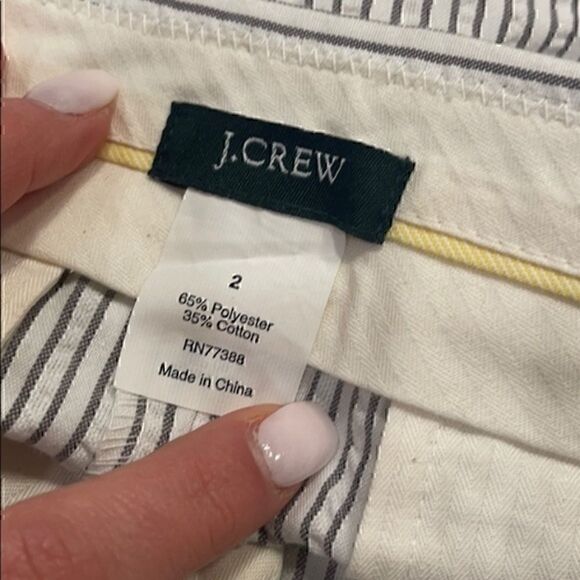 J.CREW
2
65% Polyester
35% Cotton
RN77388
Made in China